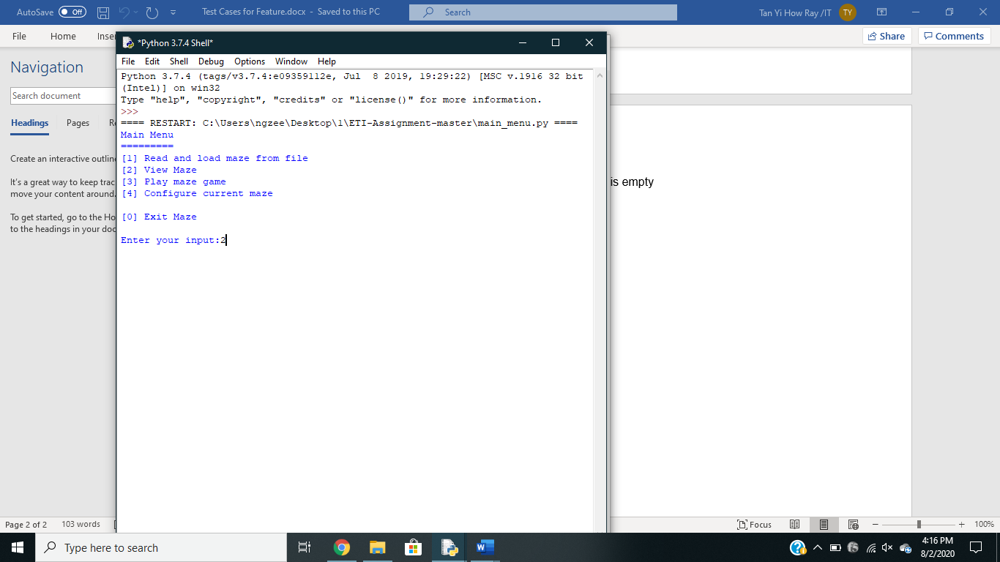 AutoSave Off Test Cases for Feature.docx - Saved to this PC Search Tan Yi How Ray /IT TY
File Home Share Comments
Navigation
Search document
Headings Pages
Create an interactive outline
It's a great way to keep trac
move your content around.
To get started, go to the Ho
to the headings in your doc
*Python 3.7.4 Shell*
File Edit Shell Debug Options Window Help
Python 3.7.4 (tags/v3.7.4:e09359112e, Jul 8 2019, 19:29:22) [MSC v.1916 32 bit
(Intel)] on win32
Type "help", "copyright", "credits" or "license()" for more information.
>>>
==== RESTART: C:\Users\ngzee\Desktop\1\ETI-Assignment-master\main_menu.py ====
Main Menu
=========
[1] Read and load maze from file
[2] View Maze
[3] Play maze game
[4] Configure current maze
[0] Exit Maze
Enter your input:2
is empty
Page 2 of 2 103 words Focus 100%
Type here to search
4:16 PM
8/2/2020